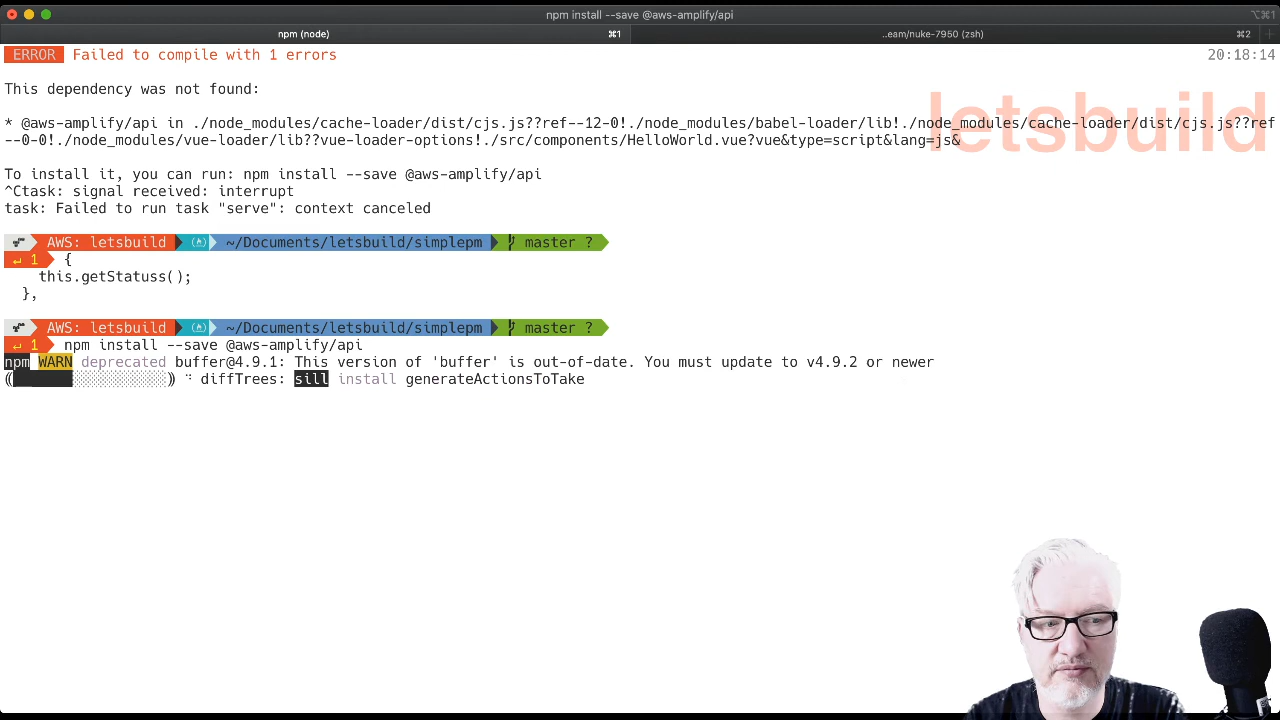 npm install --save @aws-amplify/api
⌥⌘1
npm (node)
⌘1
..eam/nuke-7950 (zsh)
⌘2
+
ERROR Failed to compile with 1 errors
20:18:14
This dependency was not found:
letsbuild
* @aws-amplify/api in ./node_modules/cache-loader/dist/cjs.js??ref--12-0!./node_modules/babel-loader/lib!./node_modules/cache-loader/dist/cjs.js??ref
--0-0!./node_modules/vue-loader/lib??vue-loader-options!./src/components/HelloWorld.vue?vue&type=script&lang=js&
To install it, you can run: npm install --save @aws-amplify/api
^Ctask: signal received: interrupt
task: Failed to run task "serve": context canceled
AWS: letsbuild ~/Documents/letsbuild/simplepm master ?
↵ 1 {
this.getStatuss();
},
AWS: letsbuild ~/Documents/letsbuild/simplepm master ?
↵ 1 npm install --save @aws-amplify/api
npm WARN deprecated buffer@4.9.1: This version of 'buffer' is out-of-date. You must update to v4.9.2 or newer
diffTrees: sill install generateActionsToTake